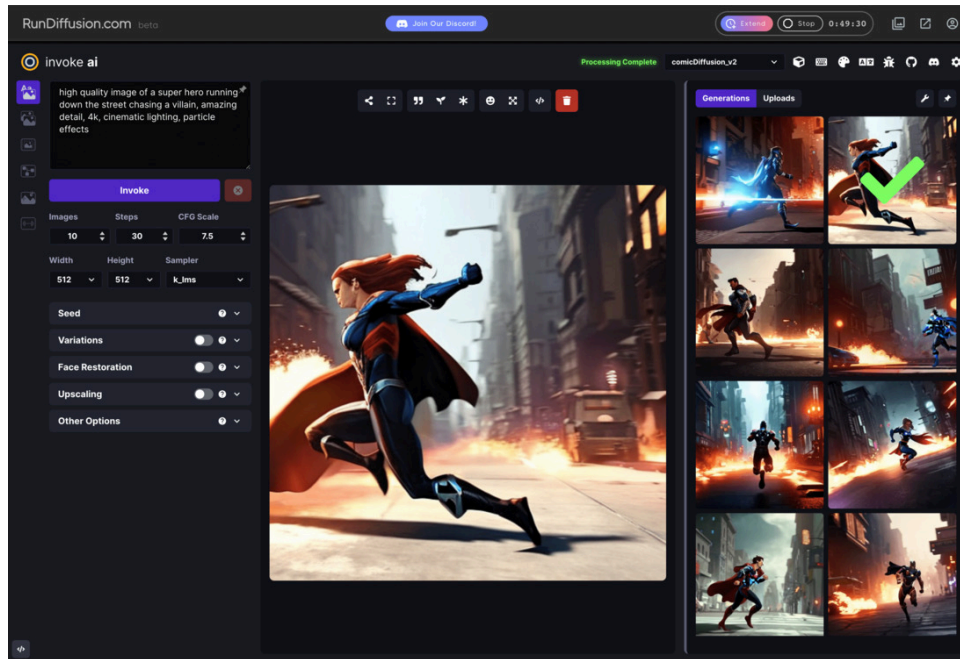 RunDiffusion.com beta
Join Our Discord!
Extend
Stop
0:49:30
invoke ai
Processing Complete
comicDiffusion_v2
high quality image of a super hero running
down the street chasing a villain, amazing
detail, 4k, cinematic lighting, particle
effects
Invoke
Images Steps CFG Scale
10 30 7.5
Width Height Sampler
512 512 k_lms
Seed
Variations
Face Restoration
Upscaling
Other Options
Generations Uploads